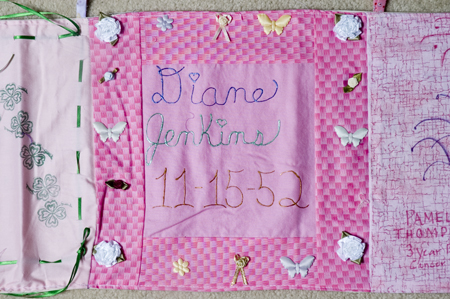 Diane
Jenkins
11-15-52
PAMEL
THOMP
3 year
Cancer